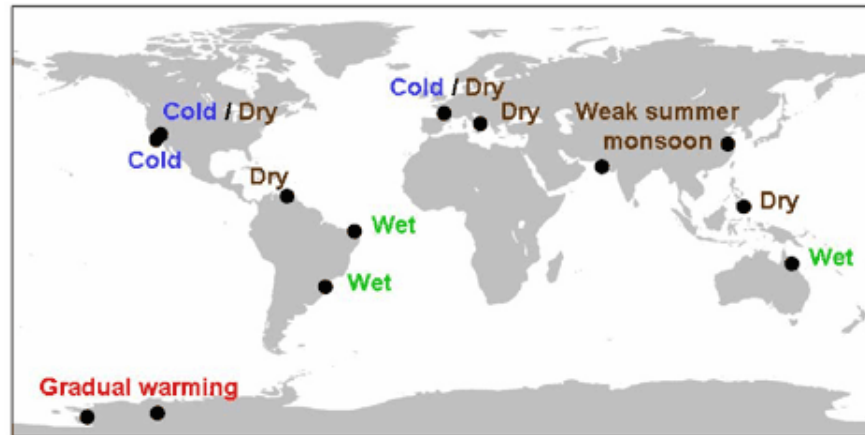 Cold / Dry
Cold / Dry
Dry
Weak summer
monsoon
Cold
Dry
Dry
Wet
Wet
Wet
Gradual warming